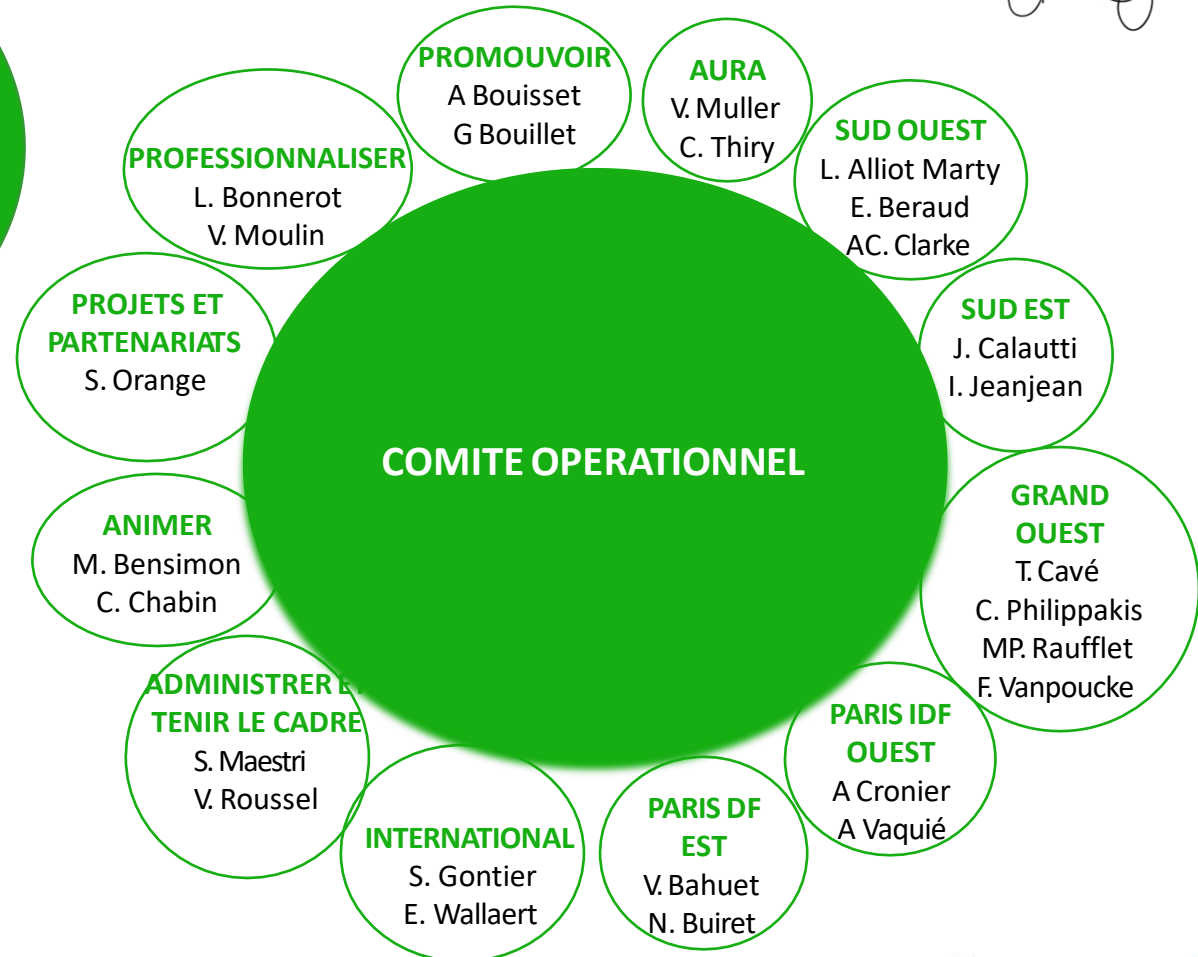 PROMOUVOIR
A Bouisset
G Bouillet
AURA
V. Muller
C. Thiry
SUD OUEST
L. Alliot Marty
E. Beraud
AC. Clarke
SUD EST
J. Calautti
I. Jeanjean
GRAND
OUEST
T. Cavé
C. Philippakis
MP. Raufflet
F. Vanpoucke
PARIS IDF
OUEST
A Cronier
A Vaquié
PARIS DF
EST
V. Bahuet
N. Buiret
INTERNATIONAL
S. Gontier
E. Wallaert
ADMINISTRER ET
TENIR LE CADRE
S. Maestri
V. Roussel
ANIMER
M. Bensimon
C. Chabin
PROJETS ET
PARTENARIATS
S. Orange
PROFESSIONNALISER
L. Bonnerot
V. Moulin
COMITE OPERATIONNEL